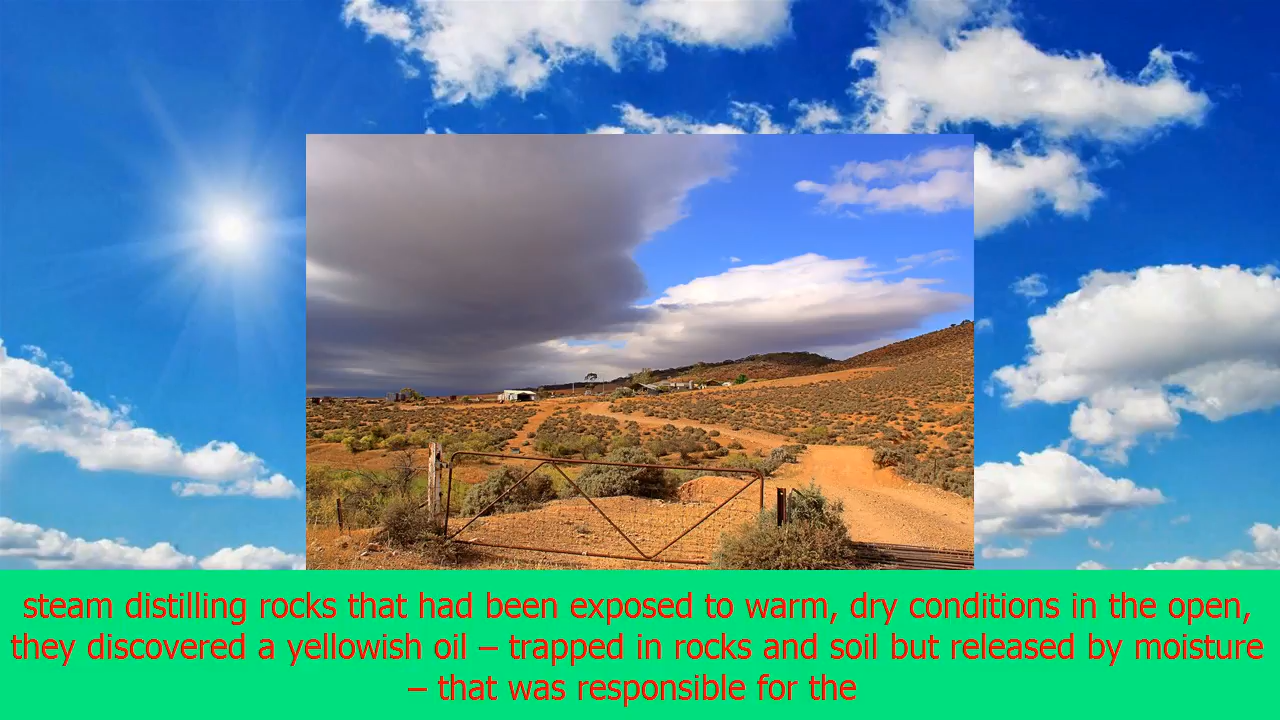 steam distilling rocks that had been exposed to warm, dry conditions in the open,
they discovered a yellowish oil – trapped in rocks and soil but released by moisture
– that was responsible for the